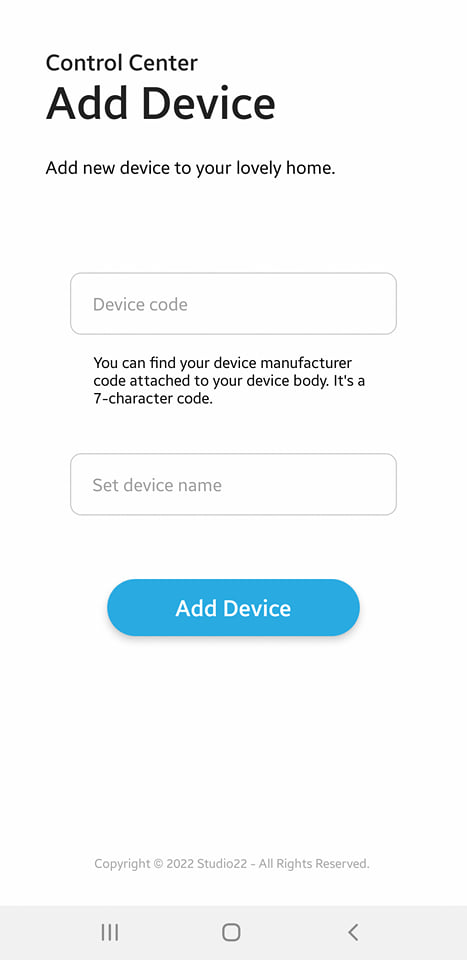 Control Center
Add Device
Add new device to your lovely home.
Device code
You can find your device manufacturer
code attached to your device body. It's a
7-character code.
Set device name
Add Device
Copyright © 2022 Studio22 - All Rights Reserved.